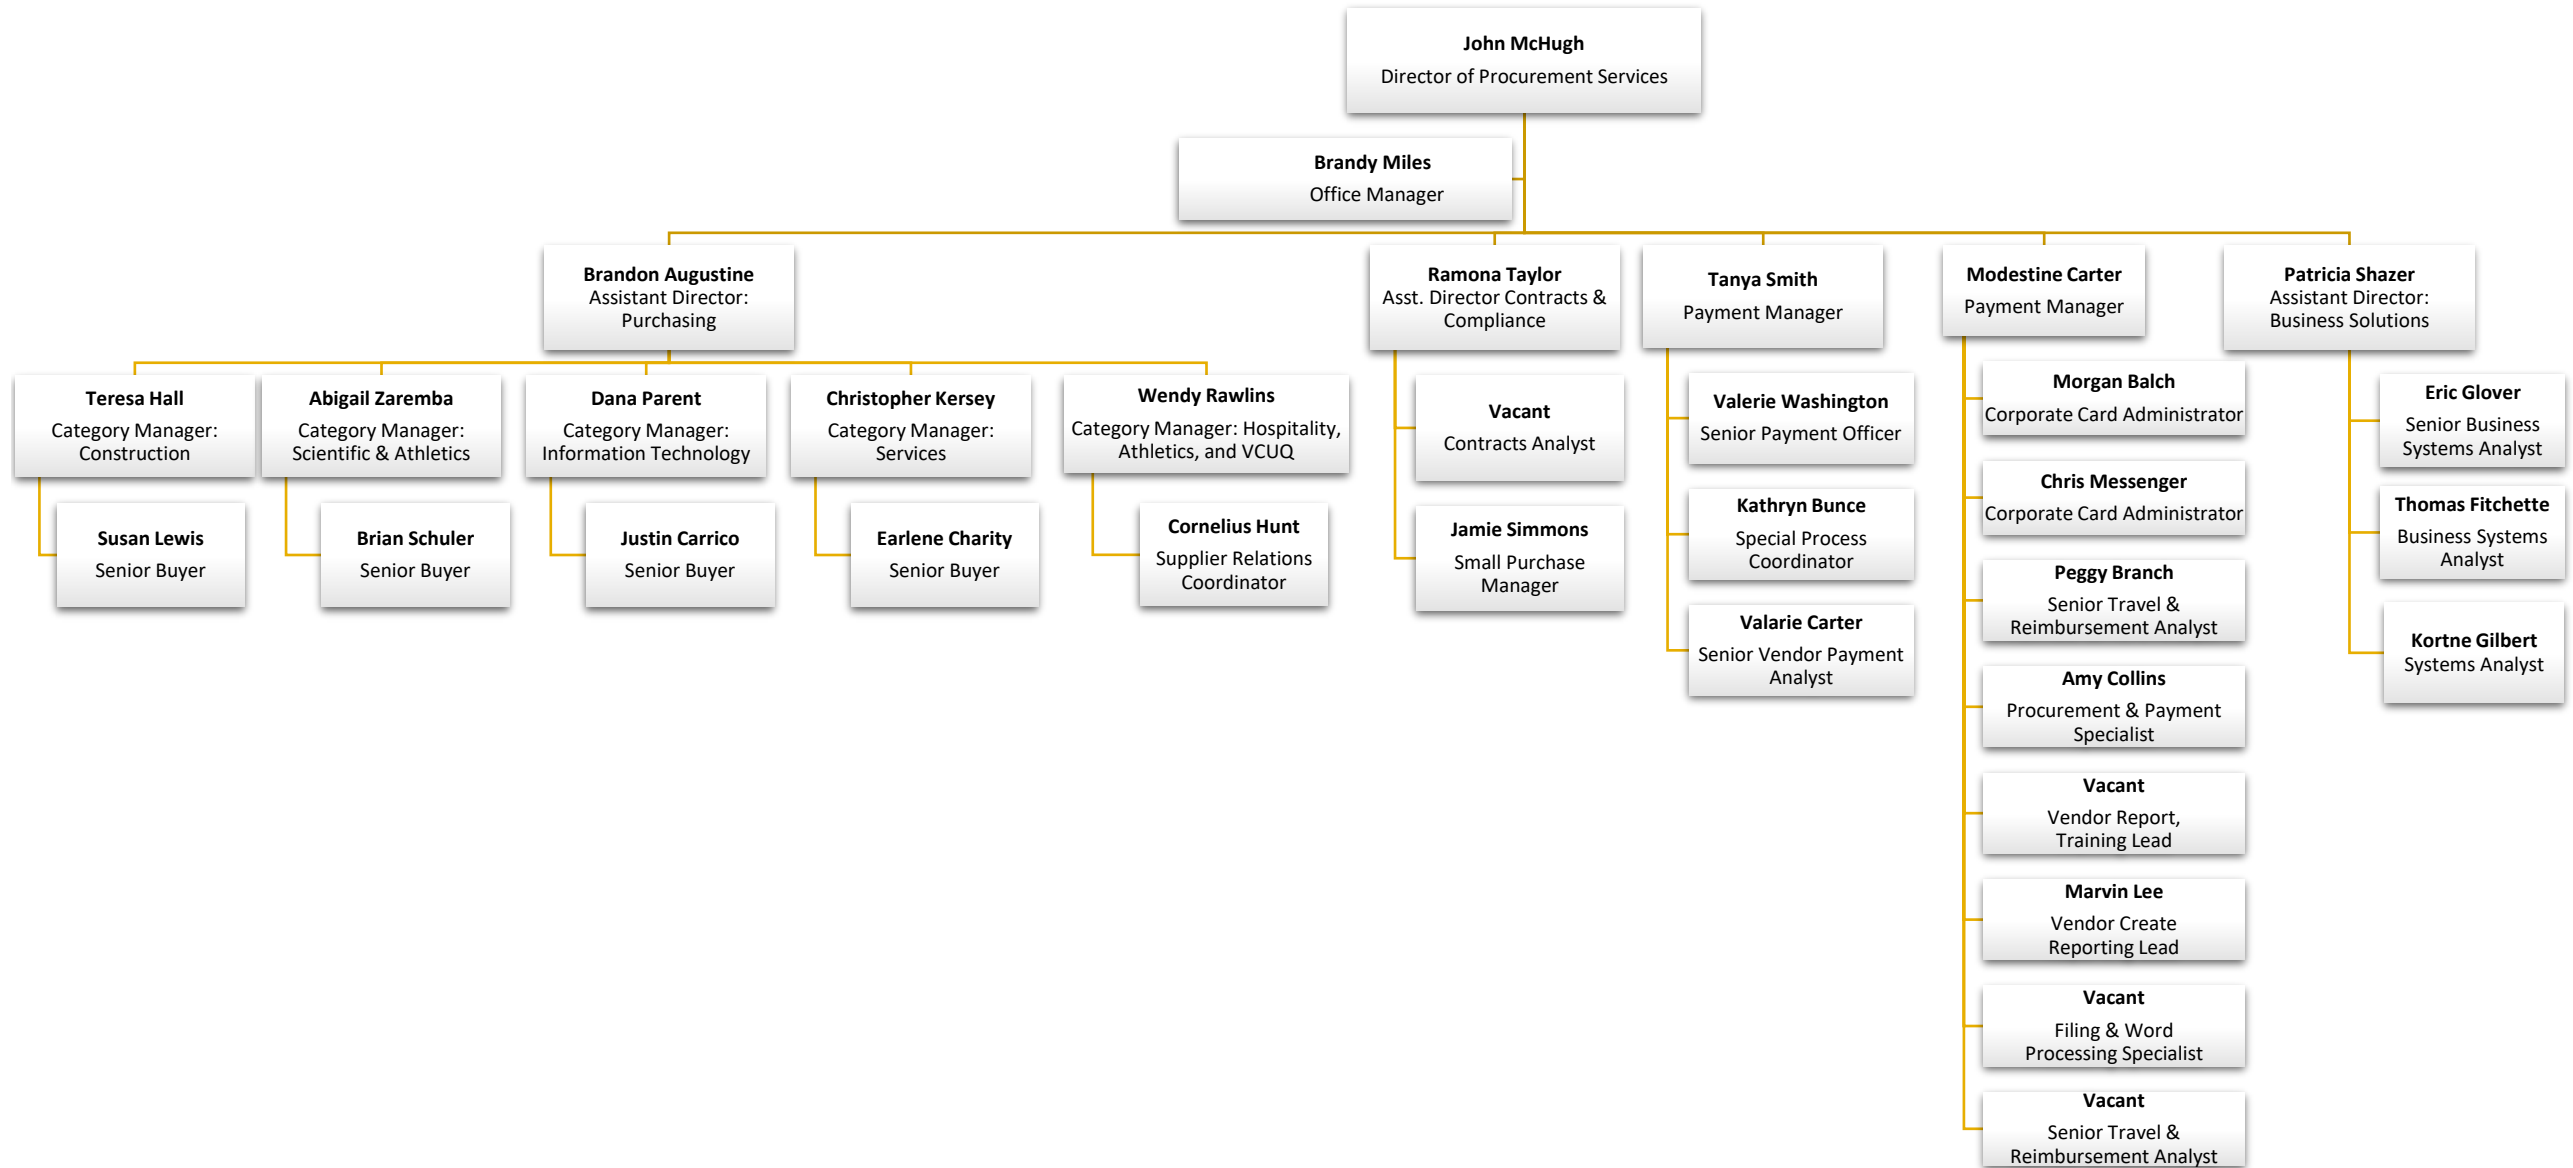 John McHugh
Director of Procurement Services
Brandy Miles
Office Manager
Brandon Augustine
Assistant Director:
Purchasing
Ramona Taylor
Asst. Director Contracts &
Compliance
Tanya Smith
Payment Manager
Modestine Carter
Payment Manager
Patricia Shazer
Assistant Director:
Business Solutions
Teresa Hall
Category Manager:
Construction
Abigail Zaremba
Category Manager:
Scientific & Athletics
Dana Parent
Category Manager:
Information Technology
Christopher Kersey
Category Manager:
Services
Wendy Rawlins
Category Manager: Hospitality,
Athletics, and VCUQ
Susan Lewis
Senior Buyer
Brian Schuler
Senior Buyer
Justin Carrico
Senior Buyer
Earlene Charity
Senior Buyer
Cornelius Hunt
Supplier Relations
Coordinator
Vacant
Contracts Analyst
Jamie Simmons
Small Purchase
Manager
Valerie Washington
Senior Payment Officer
Kathryn Bunce
Special Process
Coordinator
Valarie Carter
Senior Vendor Payment
Analyst
Morgan Balch
Corporate Card Administrator
Chris Messenger
Corporate Card Administrator
Peggy Branch
Senior Travel &
Reimbursement Analyst
Amy Collins
Procurement & Payment
Specialist
Vacant
Vendor Report,
Training Lead
Marvin Lee
Vendor Create
Reporting Lead
Vacant
Filing & Word
Processing Specialist
Vacant
Senior Travel &
Reimbursement Analyst
Eric Glover
Senior Business
Systems Analyst
Thomas Fitchette
Business Systems
Analyst
Kortne Gilbert
Systems Analyst